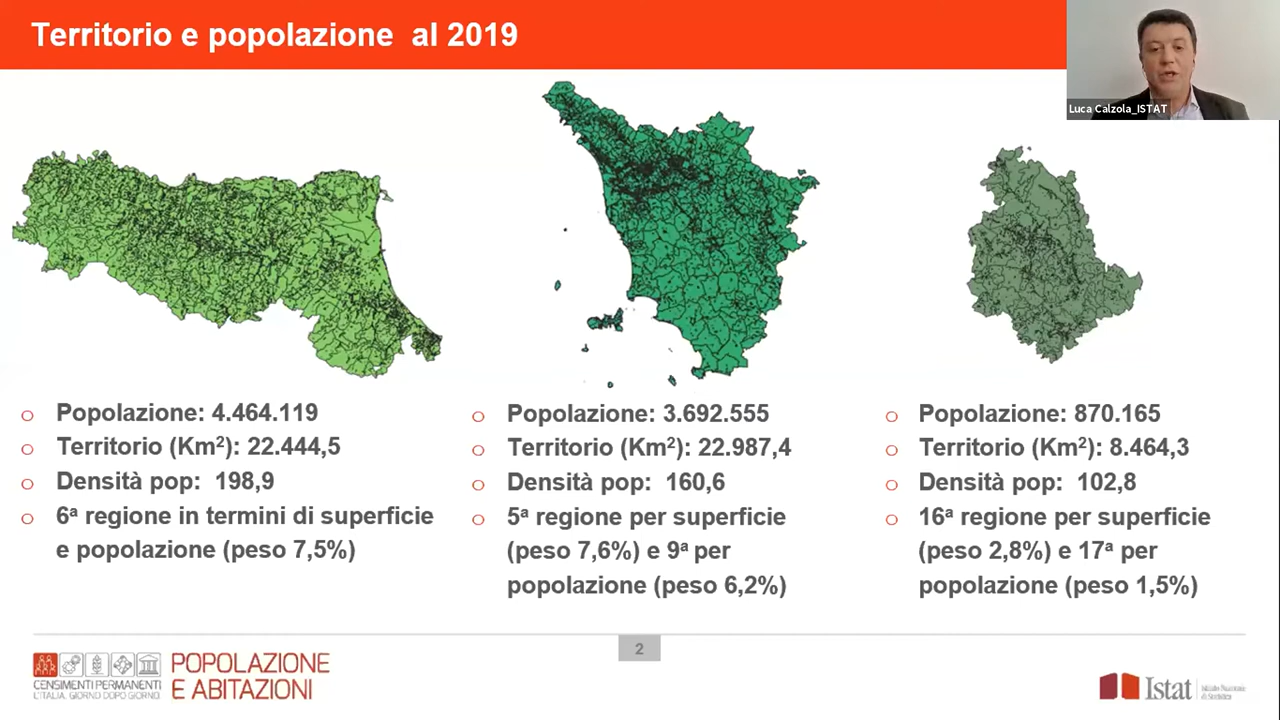 Territorio e popolazione al 2019
Luca Calzola_ISTAT
o Popolazione: 4.464.119
o Territorio (Km²): 22.444,5
o Densità pop: 198,9
o 6ª regione in termini di superficie
e popolazione (peso 7,5%)
o Popolazione: 3.692.555
o Territorio (Km²): 22.987,4
o Densità pop: 160,6
o 5ª regione per superficie
(peso 7,6%) e 9ª per
popolazione (peso 6,2%)
o Popolazione: 870.165
o Territorio (Km²): 8.464,3
o Densità pop: 102,8
o 16ª regione per superficie
(peso 2,8%) e 17ª per
popolazione (peso 1,5%)
2
CENSIMENTI PERMANENTI
L'ITALIA, GIORNO DOPO GIORNO
POPOLAZIONE
E ABITAZIONI
Istat
Istituto Nazionale
di Statistica